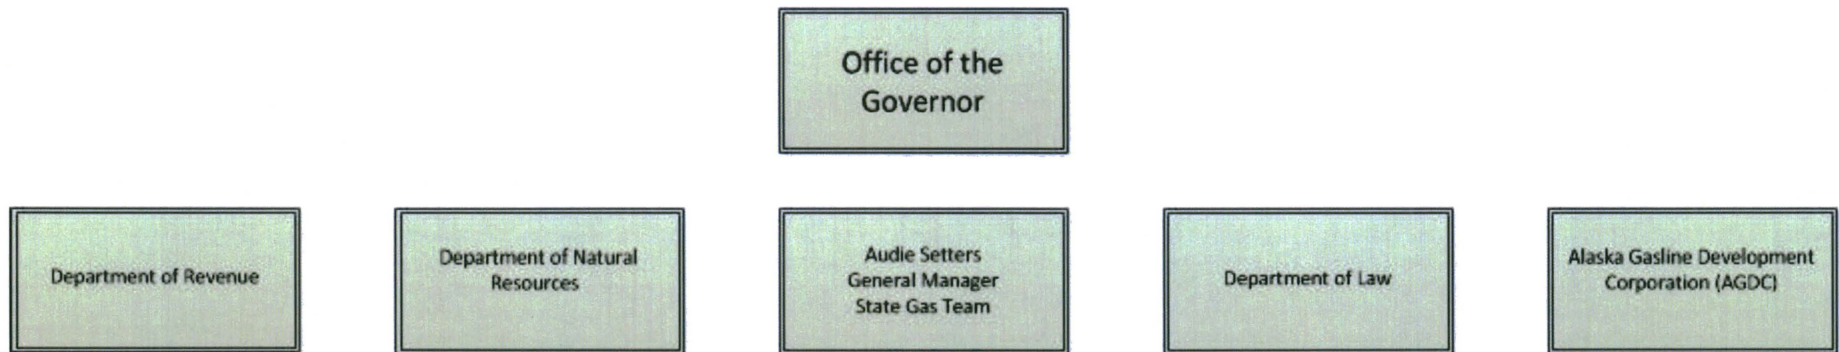 Office of the
Governor
Department of Revenue
Department of Natural
Resources
Audie Setters
General Manager
State Gas Team
Department of Law
Alaska Gasline Development
Corporation (AGDC)